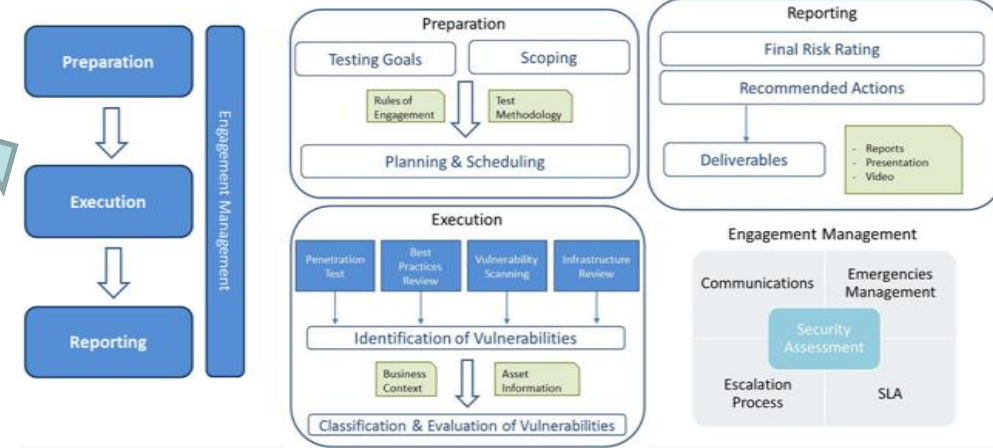 Preparation
Execution
Reporting
Engagement Management
Preparation
Testing Goals
Scoping
Rules of
Engagement
Test
Methodology
Planning & Scheduling
Execution
Penetration
Test
Best
Practices
Review
Vulnerability
Scanning
Infrastructure
Review
Identification of Vulnerabilities
Business
Context
Asset
Information
Classification & Evaluation of Vulnerabilities
Reporting
Final Risk Rating
Recommended Actions
Deliverables
- Reports
- Presentation
- Video
Engagement Management
Communications
Emergencies
Management
Security
Assessment
Escalation
Process
SLA